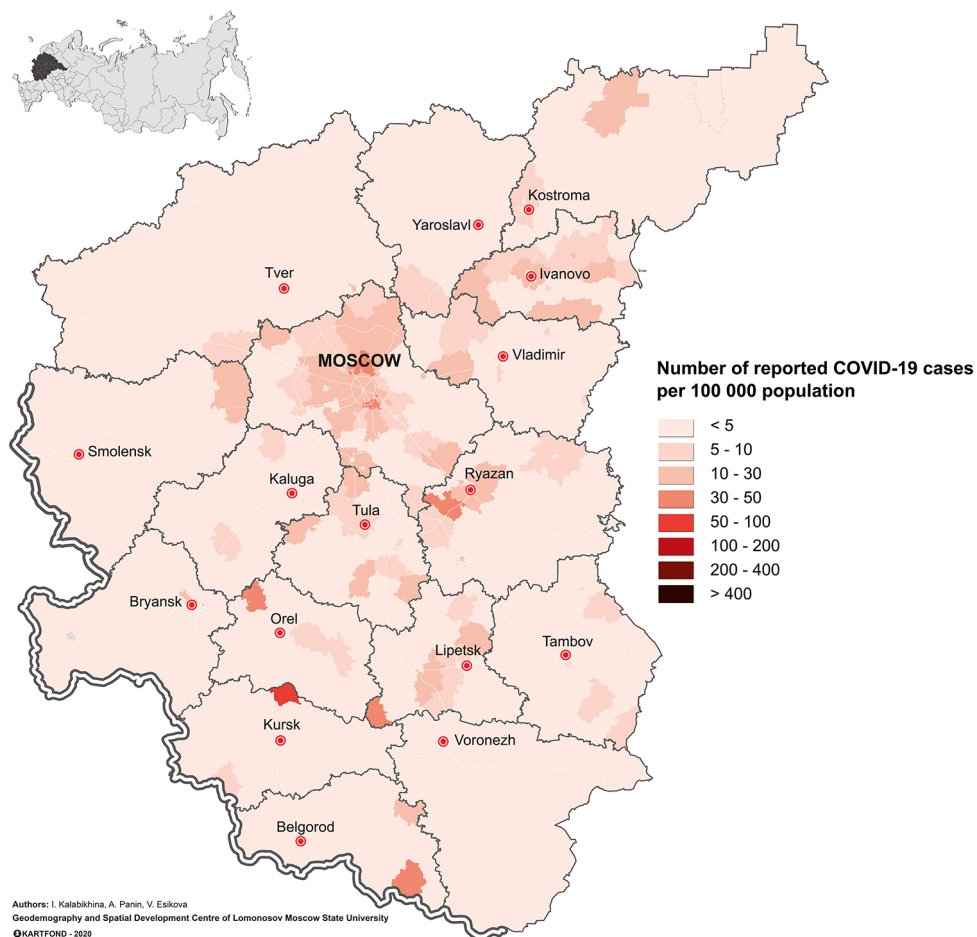 Kostroma
Yaroslavl
Ivanovo
Tver
MOSCOW
Vladimir
Number of reported COVID-19 cases
per 100 000 population
< 5
5 - 10
10 - 30
30 - 50
50 - 100
100 - 200
200 - 400
> 400
Smolensk
Kaluga
Ryazan
Tula
Bryansk
Orel
Lipetsk
Tambov
Kursk
Voronezh
Belgorod
Authors: I. Kalabikhina, A. Panin, V. Esikova
Geodemography and Spatial Development Centre of Lomonosov Moscow State University
KARTFOND - 2020